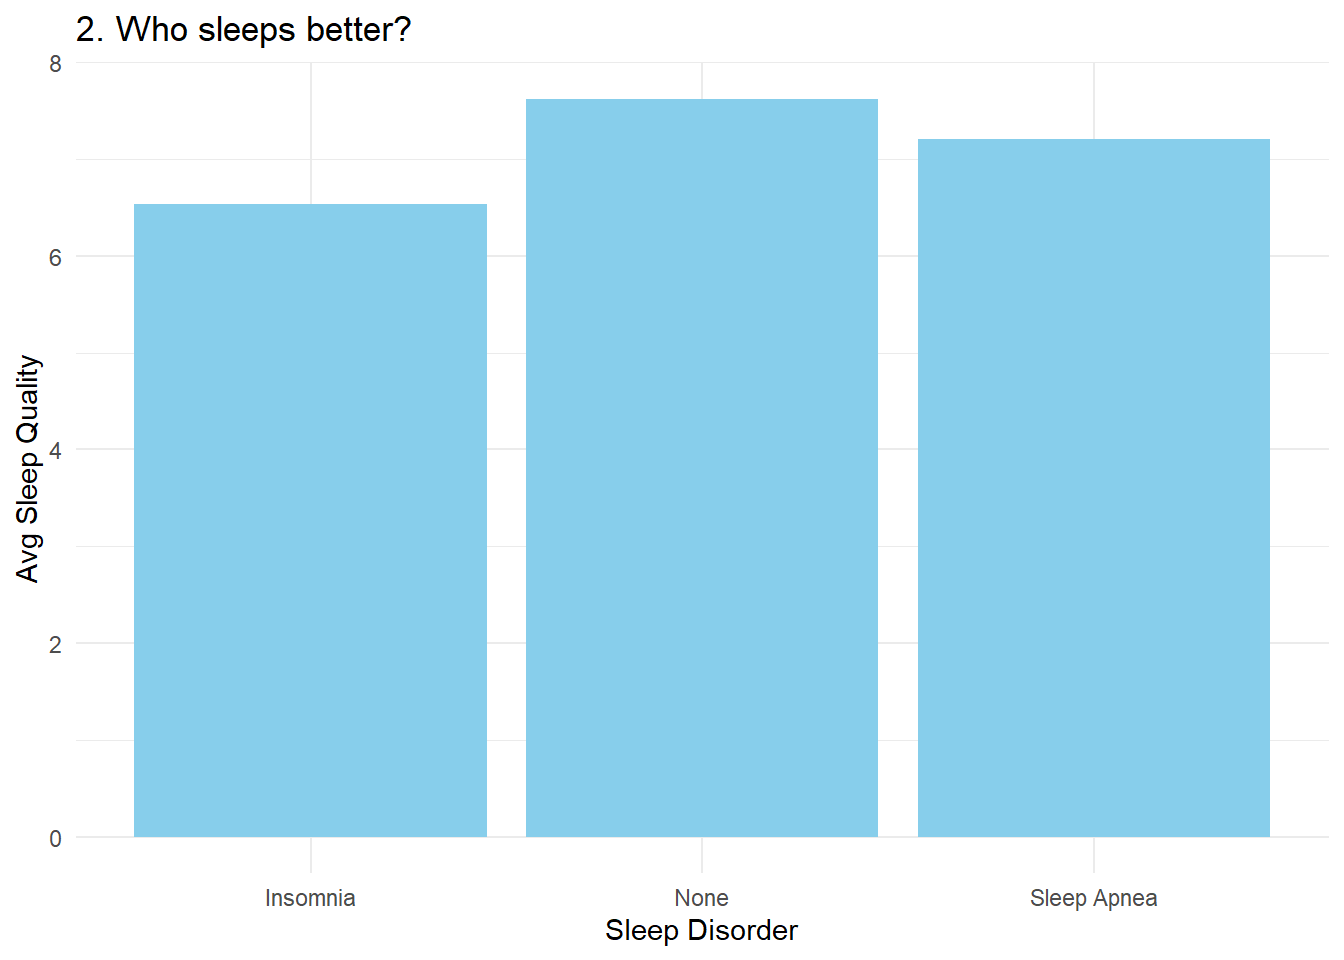 2. Who sleeps better?
8
6
4
2
0
Avg Sleep Quality
Insomnia
None
Sleep Apnea
Sleep Disorder